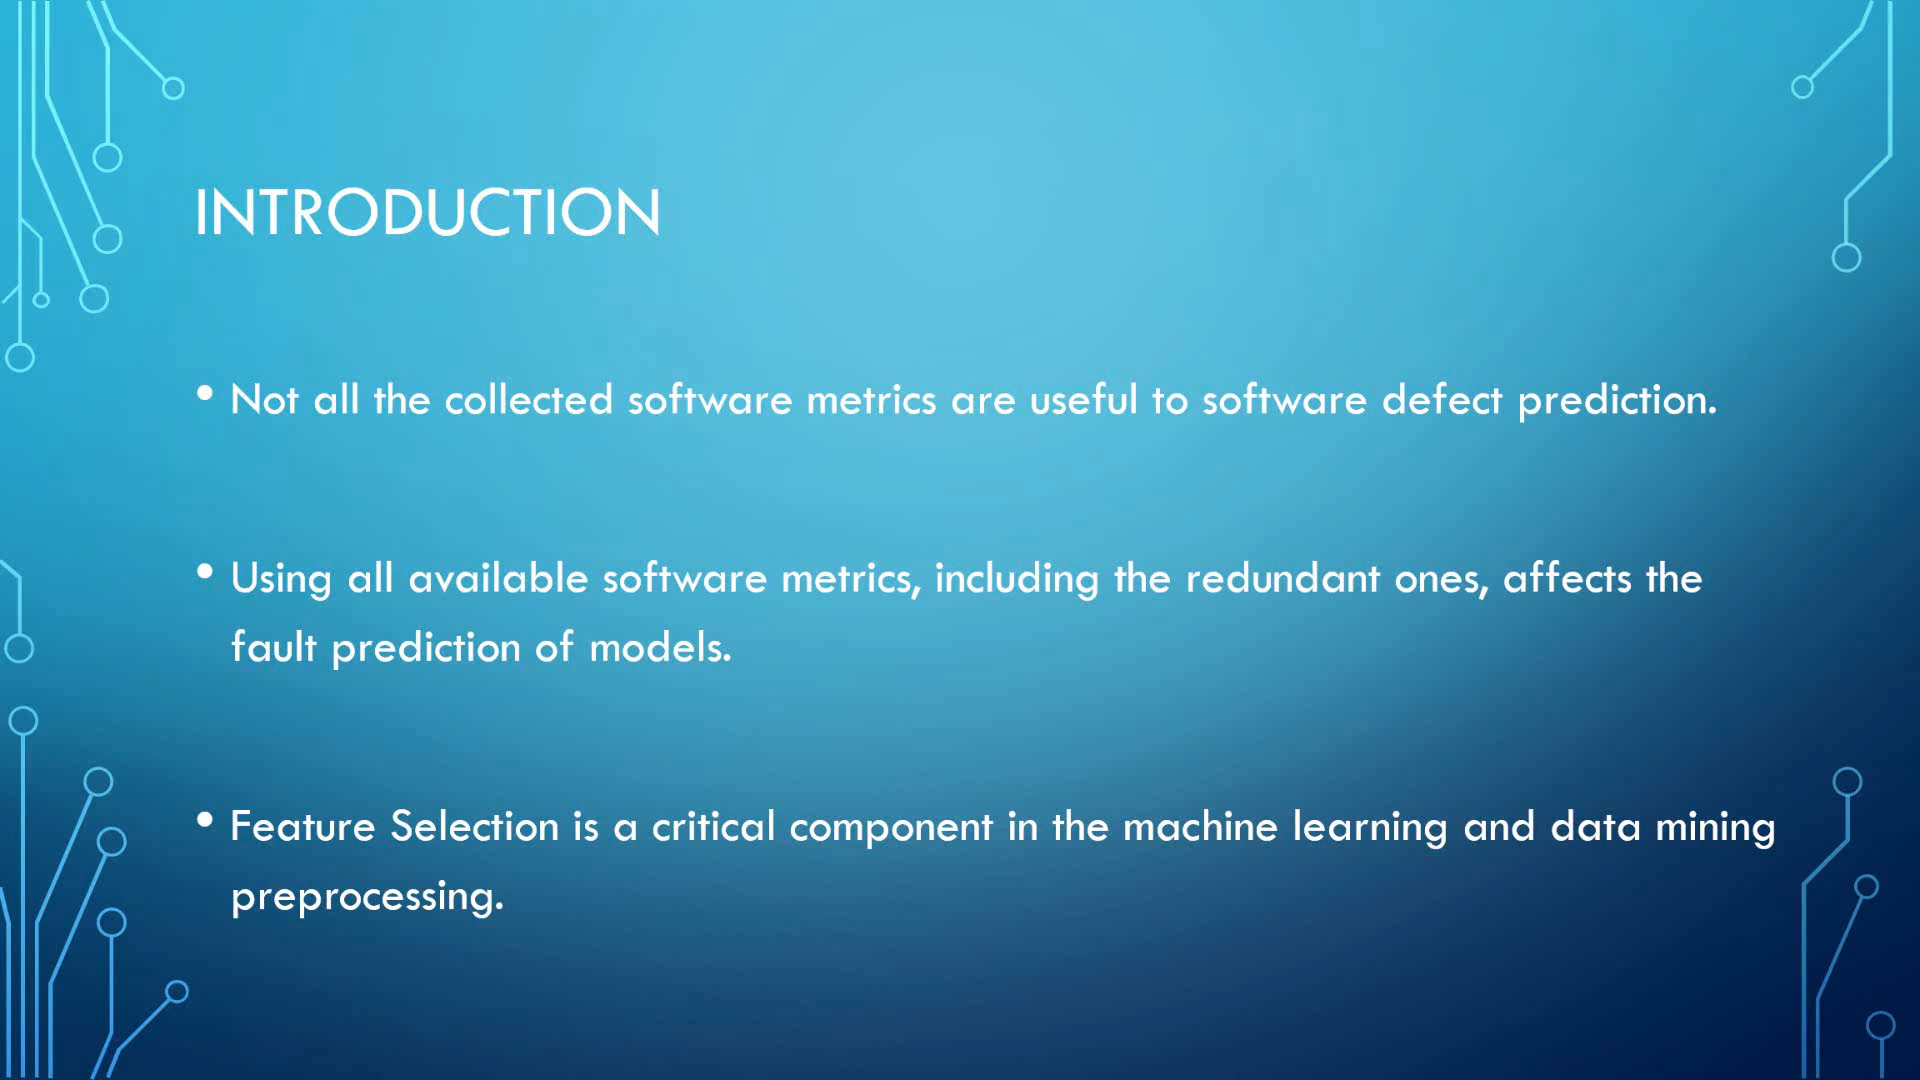 INTRODUCTION
• Not all the collected software metrics are useful to software defect prediction.
• Using all available software metrics, including the redundant ones, affects the
fault prediction of models.
• Feature Selection is a critical component in the machine learning and data mining
preprocessing.